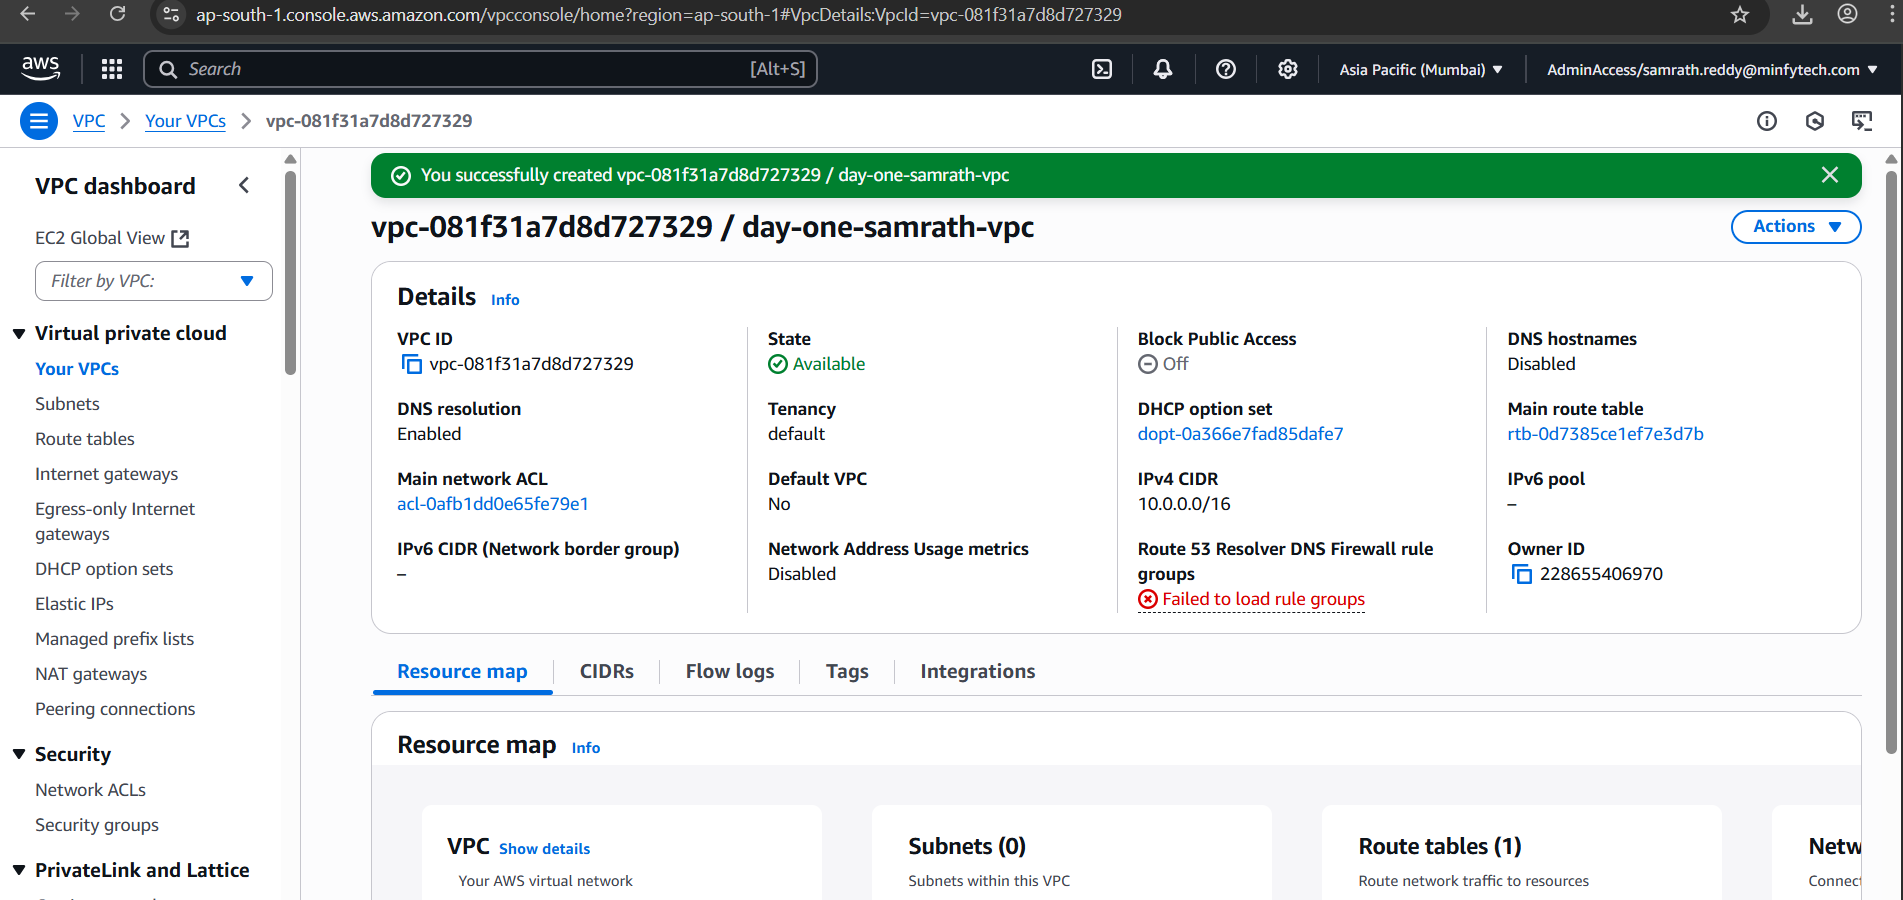 ap-south-1.console.aws.amazon.com/vpcconsole/home?region=ap-south-1#VpcDetails:VpcId=vpc-081f31a7d8d727329
aws
Search
[Alt+S]
Asia Pacific (Mumbai)
AdminAccess/samrath.reddy@minfytech.com
VPC
Your VPCs
vpc-081f31a7d8d727329
VPC dashboard
EC2 Global View
Filter by VPC:
Virtual private cloud
Your VPCs
Subnets
Route tables
Internet gateways
Egress-only Internet
gateways
DHCP option sets
Elastic IPs
Managed prefix lists
NAT gateways
Peering connections
Security
Network ACLs
Security groups
PrivateLink and Lattice
You successfully created vpc-081f31a7d8d727329 / day-one-samrath-vpc
vpc-081f31a7d8d727329 / day-one-samrath-vpc
Actions
Details Info
VPC ID
vpc-081f31a7d8d727329
State
Available
Block Public Access
Off
DNS hostnames
Disabled
DNS resolution
Enabled
Tenancy
default
DHCP option set
dopt-0a366e7fad85dafe7
Main route table
rtb-0d7385ce1ef7e3d7b
Main network ACL
acl-0afb1dd0e65fe79e1
Default VPC
No
IPv4 CIDR
10.0.0.0/16
IPv6 pool
–
IPv6 CIDR (Network border group)
–
Network Address Usage metrics
Disabled
Route 53 Resolver DNS Firewall rule
groups
Failed to load rule groups
Owner ID
228655406970
Resource map
CIDRs
Flow logs
Tags
Integrations
Resource map Info
VPC Show details
Your AWS virtual network
Subnets (0)
Subnets within this VPC
Route tables (1)
Route network traffic to resources
Netw
Connect